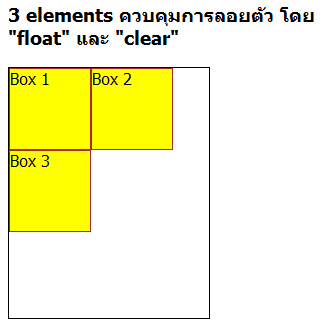 3 elements ควบคุมการลอยตัว โดย
"float" และ "clear"
Box 1
Box 2
Box 3